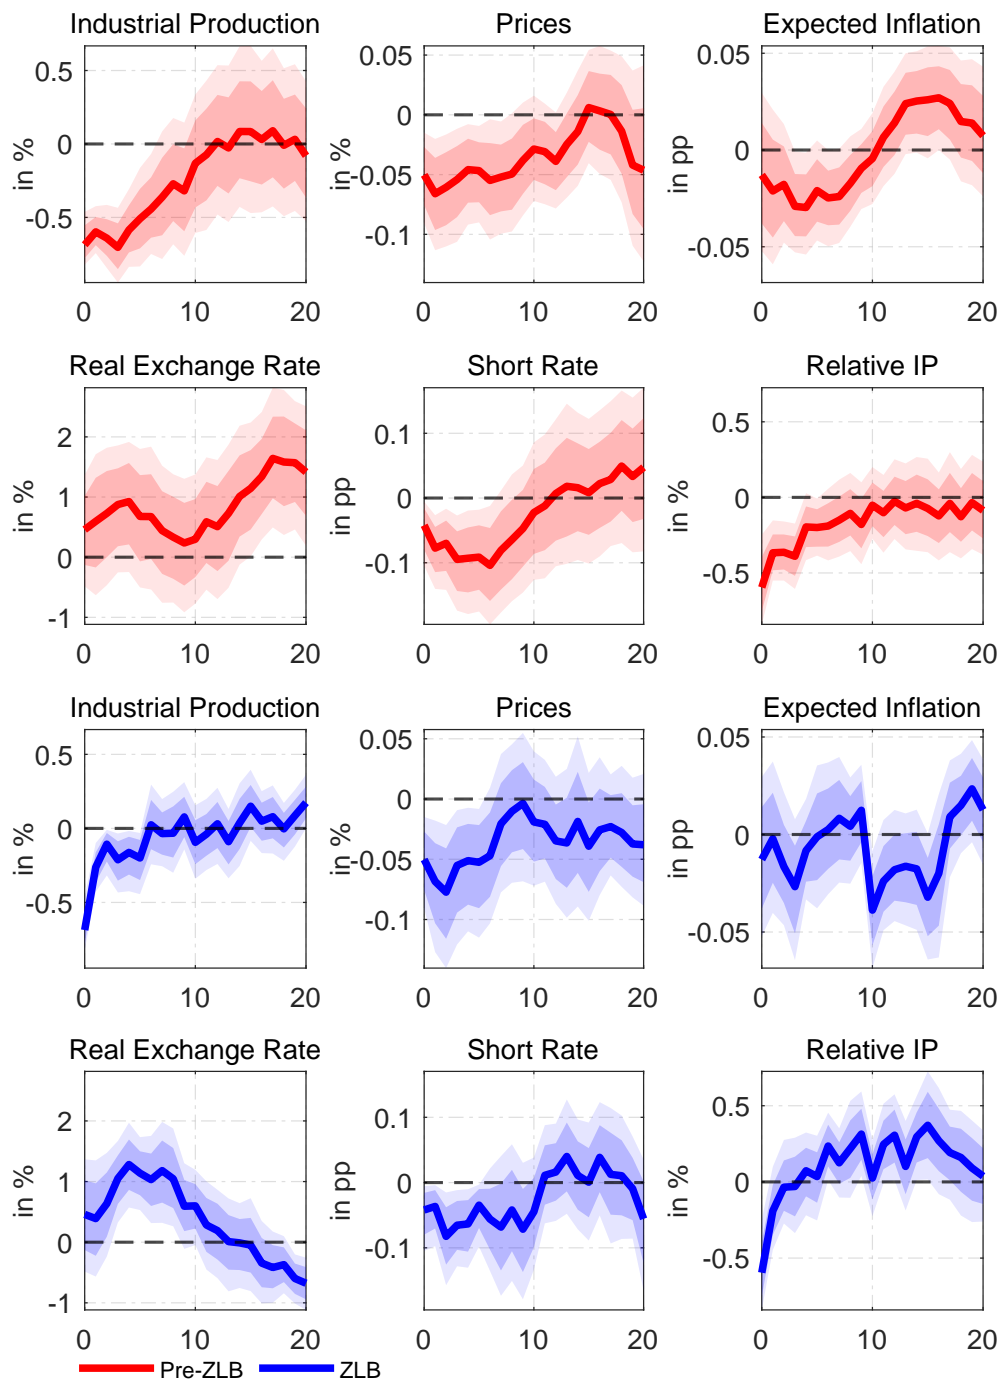 Industrial Production Prices Expected Inflation
in % 0.5 0 -0.5 0 10 20
in % 0.05 0 -0.05 -0.1 0 10 20
in pp 0.05 0 -0.05 0 10 20
Real Exchange Rate Short Rate Relative IP
in % 2 1 0 -1 0 10 20
in pp 0.1 0 -0.1 0 10 20
in % 0.5 0 -0.5 0 10 20
Industrial Production Prices Expected Inflation
in % 0.5 0 -0.5 0 10 20
in % 0.05 0 -0.05 -0.1 0 10 20
in pp 0.05 0 -0.05 0 10 20
Real Exchange Rate Short Rate Relative IP
in % 2 1 0 -1 0 10 20
in pp 0.1 0 -0.1 0 10 20
in % 0.5 0 -0.5 0 10 20
Pre-ZLB ZLB